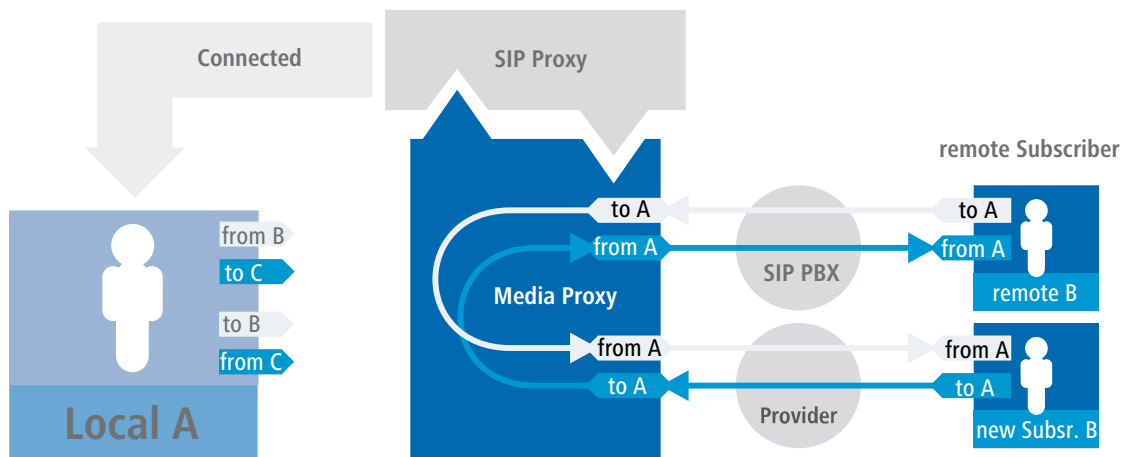 Connected
SIP Proxy
remote Subscriber
from B
to C
to B
from C
Local A
to A
from A
Media Proxy
from A
to A
SIP PBX
Provider
to A
from A
remote B
from A
to A
new Subsr. B